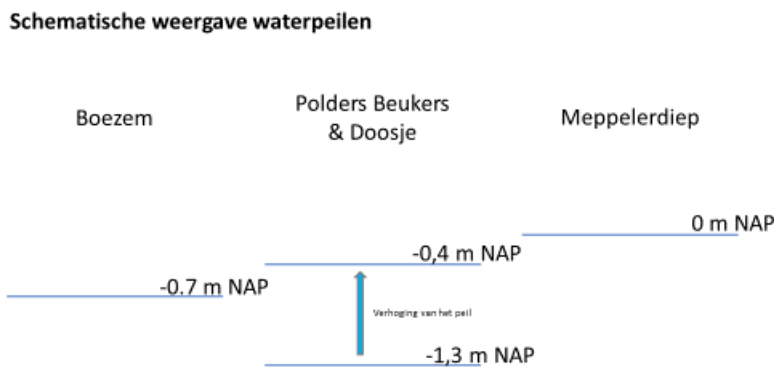 Schematische weergave waterpeilen
Boezem
Polders Beukers
& Doosje
Meppelerdiep
0 m NAP
-0,4 m NAP
-0.7 m NAP
Verhoging van het peil
-1,3 m NAP